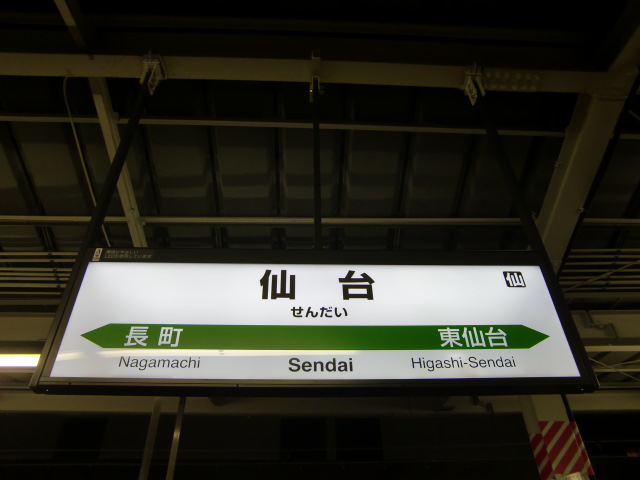 仙台
仙
せんだい
長町
東仙台
Nagamachi
Sendai
Higashi-Sendai